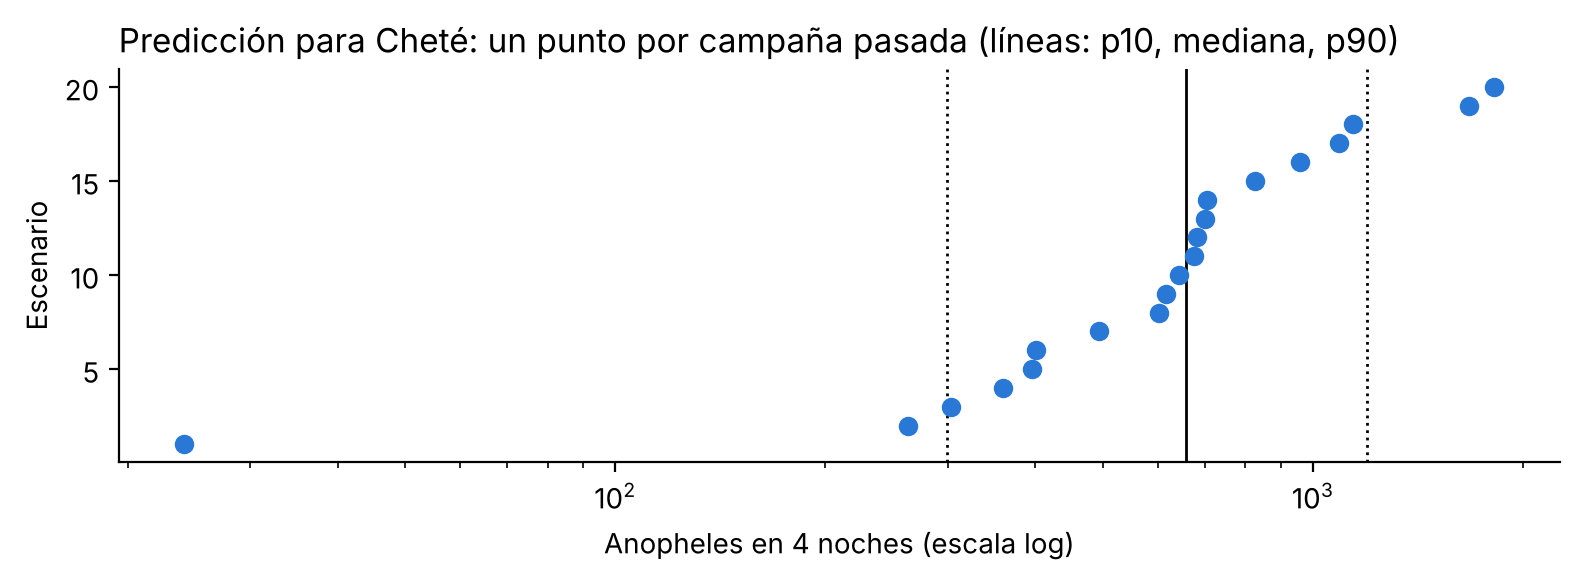 Predicción para Cheté: un punto por campaña pasada (líneas: p10, mediana, p90)
20
15
10
5
Escenario
10²
10³
Anopheles en 4 noches (escala log)